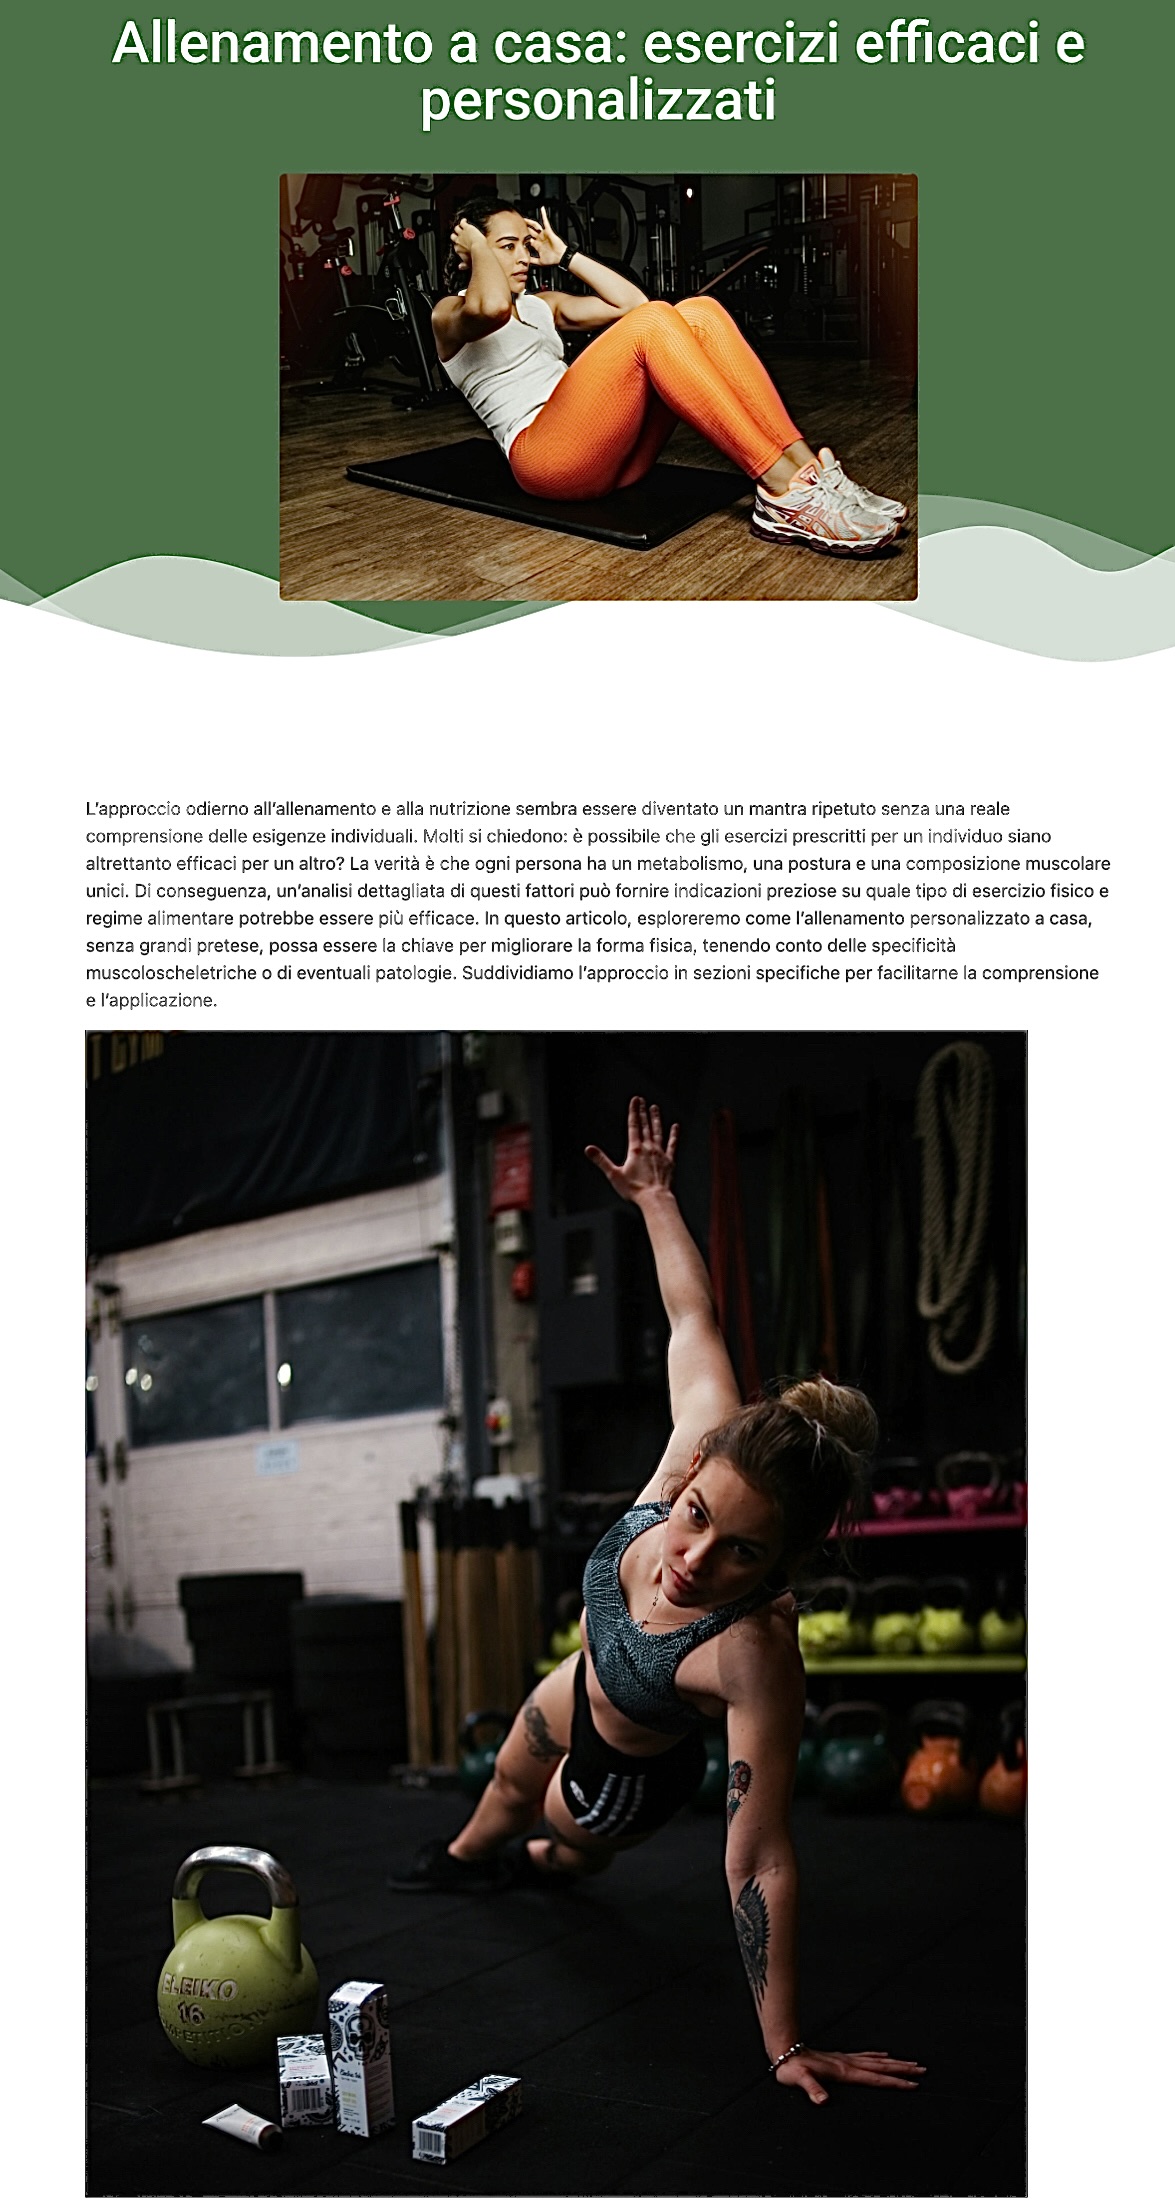 Allenamento a casa: esercizi efficaci e
personalizzati
L'approccio odierno all'allenamento e alla nutrizione sembra essere diventato un mantra ripetuto senza una reale
comprensione delle esigenze individuali. Molti si chiedono: è possibile che gli esercizi prescritti per un individuo siano
altrettanto efficaci per un altro? La verità è che ogni persona ha un metabolismo, una postura e una composizione muscolare
unici. Di conseguenza, un'analisi dettagliata di questi fattori può fornire indicazioni preziose su quale tipo di esercizio fisico e
regime alimentare potrebbe essere più efficace. In questo articolo, esploreremo come l'allenamento personalizzato a casa,
senza grandi pretese, possa essere la chiave per migliorare la forma fisica, tenendo conto delle specificità
muscoloscheletriche o di eventuali patologie. Suddividiamo l'approccio in sezioni specifiche per facilitarne la comprensione
e l'applicazione.
T GYM
ELEIKO
16